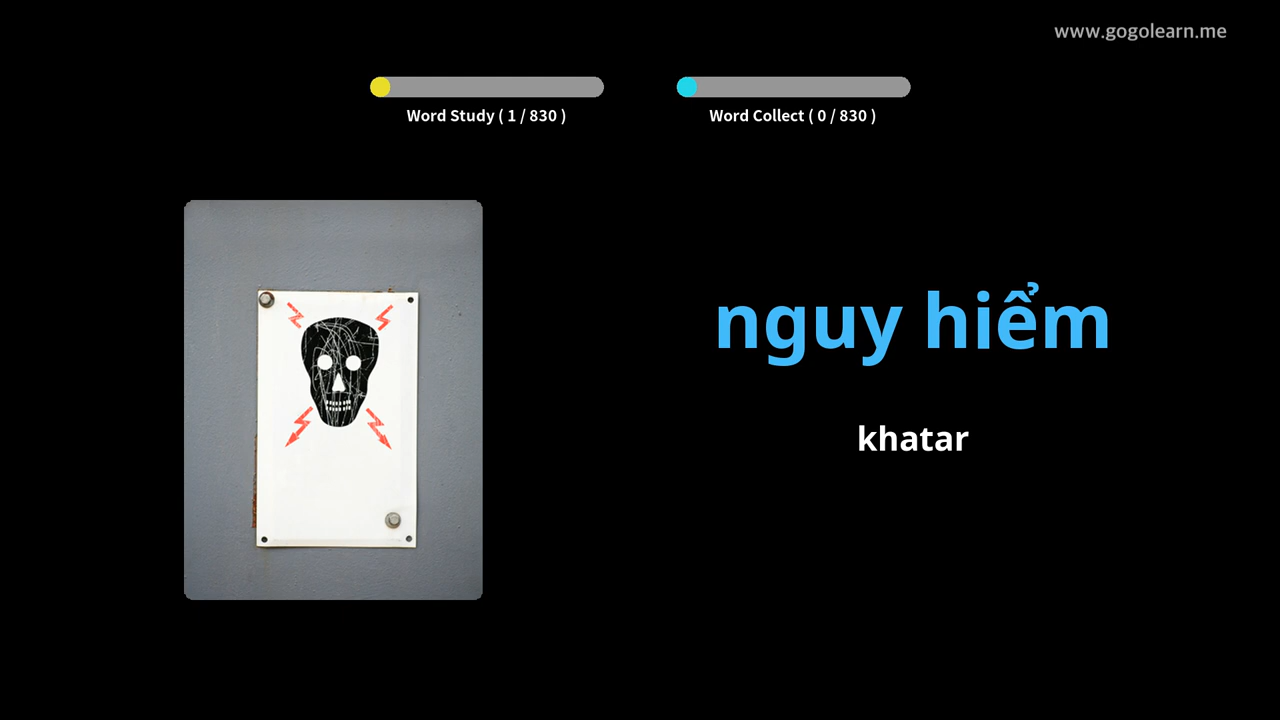 www.gogolearn.me
Word Study ( 1 / 830 )
Word Collect ( 0 / 830 )
nguy hiểm
khatar